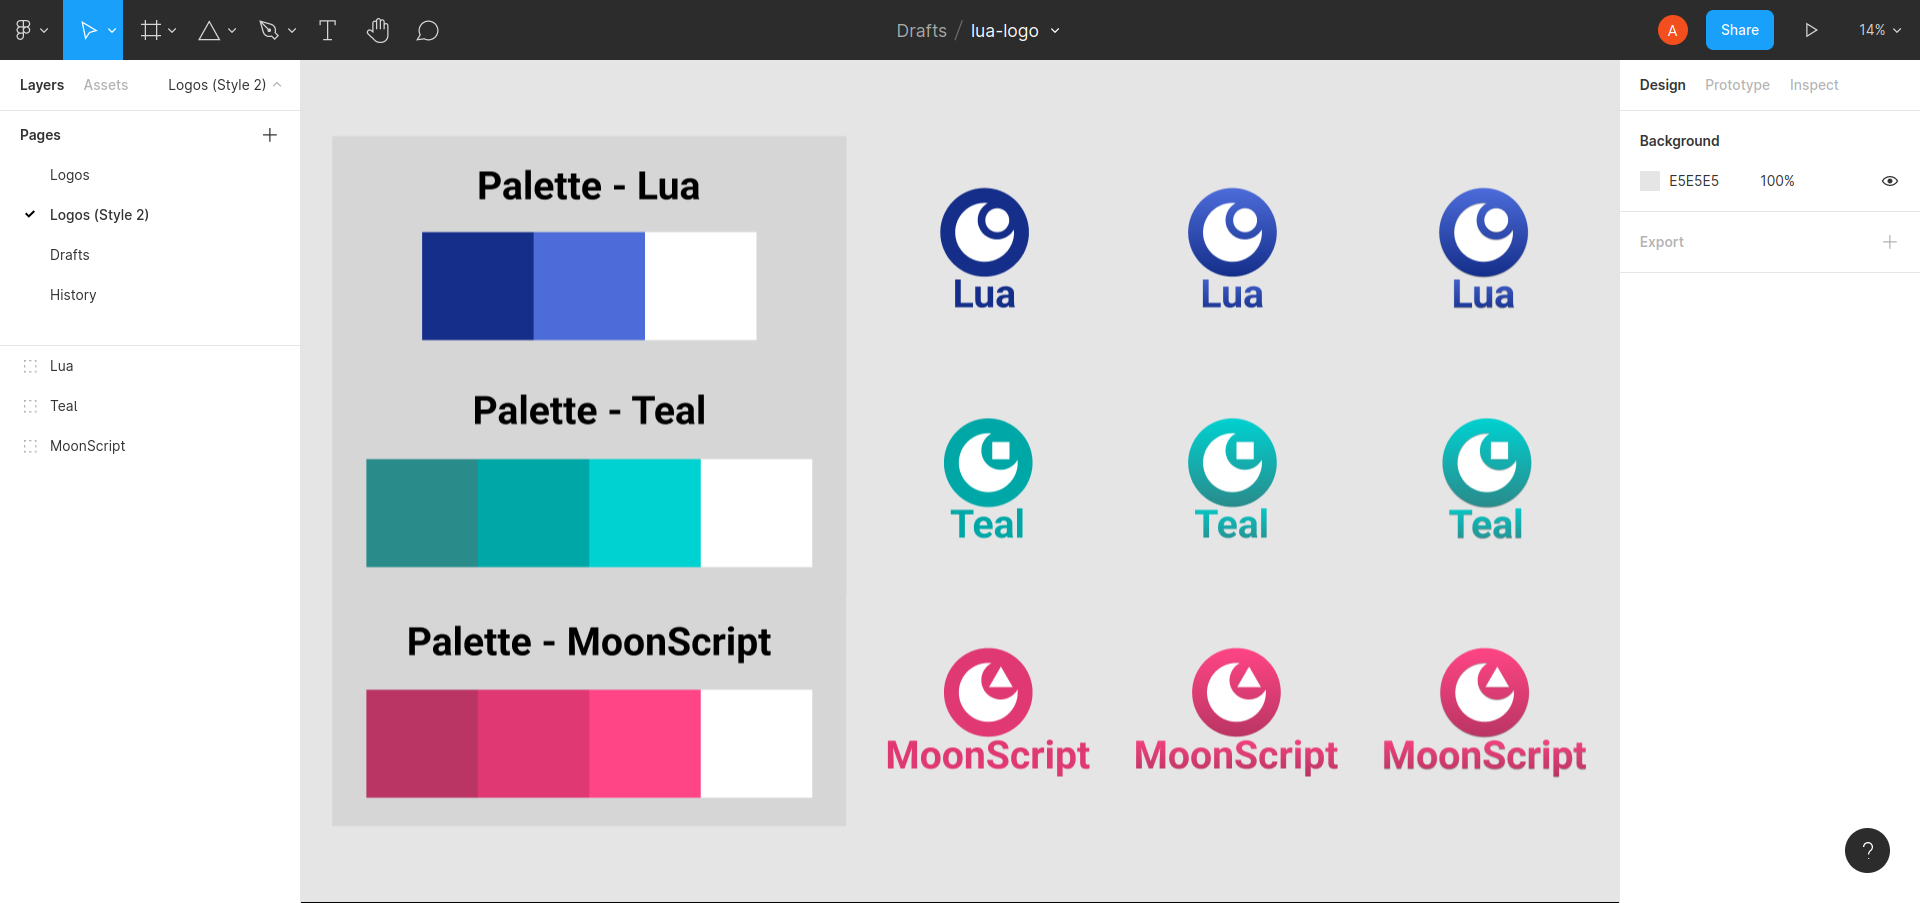 Drafts / lua-logo
A
Share
14%
Layers
Assets
Logos (Style 2)
Pages
Logos
Logos (Style 2)
Drafts
History
Lua
Teal
MoonScript
Palette - Lua
Palette - Teal
Palette - MoonScript
Lua
Lua
Lua
Teal
Teal
Teal
MoonScript
MoonScript
MoonScript
Design
Prototype
Inspect
Background
E5E5E5
100%
Export
?